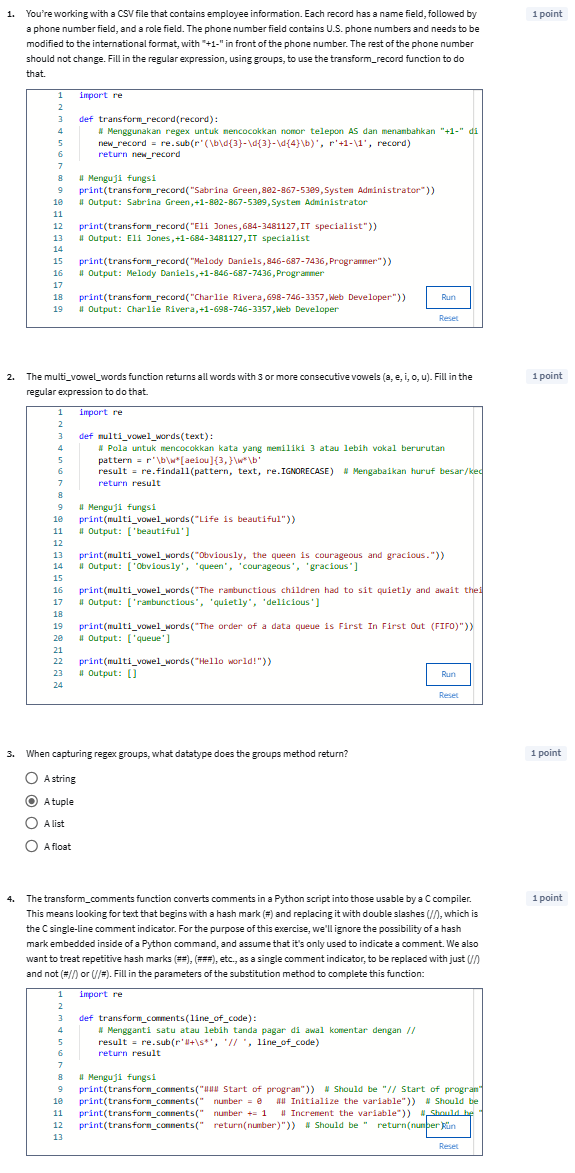 1. You're working with a CSV file that contains employee information. Each record has a name field, followed by
1 point
a phone number field, and a role field. The phone number field contains U.S. phone numbers and needs to be
modified to the international format, with "+1-" in front of the phone number. The rest of the phone number
should not change. Fill in the regular expression, using groups, to use the transform_record function to do
that.
1 import re
2
3 def transform_record(record):
4 # Menggunakan regex untuk mencocokkan nomor telepon AS dan menambahkan "+1-" di
5 new_record = re.sub(r'(\b\d{3}-\d{3}-\d{4}\b)', r'+1-\1', record)
6 return new_record
7
8 # Menguji fungsi
9 print(transform_record("Sabrina Green,802-867-5309,System Administrator"))
10 # Output: Sabrina Green,+1-802-867-5309,System Administrator
11
12 print(transform_record("Eli Jones,684-3481127,IT specialist"))
13 # Output: Eli Jones,+1-684-3481127,IT specialist
14
15 print(transform_record("Melody Daniels,846-687-7436,Programmer"))
16 # Output: Melody Daniels,+1-846-687-7436,Programmer
17
18 print(transform_record("Charlie Rivera,698-746-3357,Web Developer"))
19 # Output: Charlie Rivera,+1-698-746-3357,Web Developer
Run
Reset
2. The multi_vowel_words function returns all words with 3 or more consecutive vowels (a, e, i, o, u). Fill in the
1 point
regular expression to do that.
1 import re
2
3 def multi_vowel_words(text):
4 # Pola untuk mencocokkan kata yang memiliki 3 atau lebih vokal berurutan
5 pattern = r'\b\w*[aeiou]{3,}\w*\b'
6 result = re.findall(pattern, text, re.IGNORECASE) # Mengabaikan huruf besar/kec
7 return result
8
9 # Menguji fungsi
10 print(multi_vowel_words("Life is beautiful"))
11 # Output: ['beautiful']
12
13 print(multi_vowel_words("Obviously, the queen is courageous and gracious."))
14 # Output: ['Obviously', 'queen', 'courageous', 'gracious']
15
16 print(multi_vowel_words("The rambunctious children had to sit quietly and await thei
17 # Output: ['rambunctious', 'quietly', 'delicious']
18
19 print(multi_vowel_words("The order of a data queue is First In First Out (FIFO)"))
20 # Output: ['queue']
21
22 print(multi_vowel_words("Hello world!"))
23 # Output: []
24
Run
Reset
3. When capturing regex groups, what datatype does the groups method return?
1 point
A string
A tuple
A list
A float
4. The transform_comments function converts comments in a Python script into those usable by a C compiler.
1 point
This means looking for text that begins with a hash mark (#) and replacing it with double slashes (//), which is
the C single-line comment indicator. For the purpose of this exercise, we'll ignore the possibility of a hash
mark embedded inside of a Python command, and assume that it's only used to indicate a comment. We also
want to treat repetitive hash marks (##), (###), etc., as a single comment indicator, to be replaced with just (//)
and not (#//) or (//#). Fill in the parameters of the substitution method to complete this function:
1 import re
2
3 def transform_comments(line_of_code):
4 # Mengganti satu atau lebih tanda pagar di awal komentar dengan //
5 result = re.sub(r'#+\s*', '// ', line_of_code)
6 return result
7
8 # Menguji fungsi
9 print(transform_comments("### Start of program")) # Should be "// Start of program"
10 print(transform_comments(" number = 0 ## Initialize the variable")) # Should be
11 print(transform_comments(" number += 1 # Increment the variable")) # Should be "
12 print(transform_comments(" return(number)")) # Should be " return(number)"
13
Run
Reset